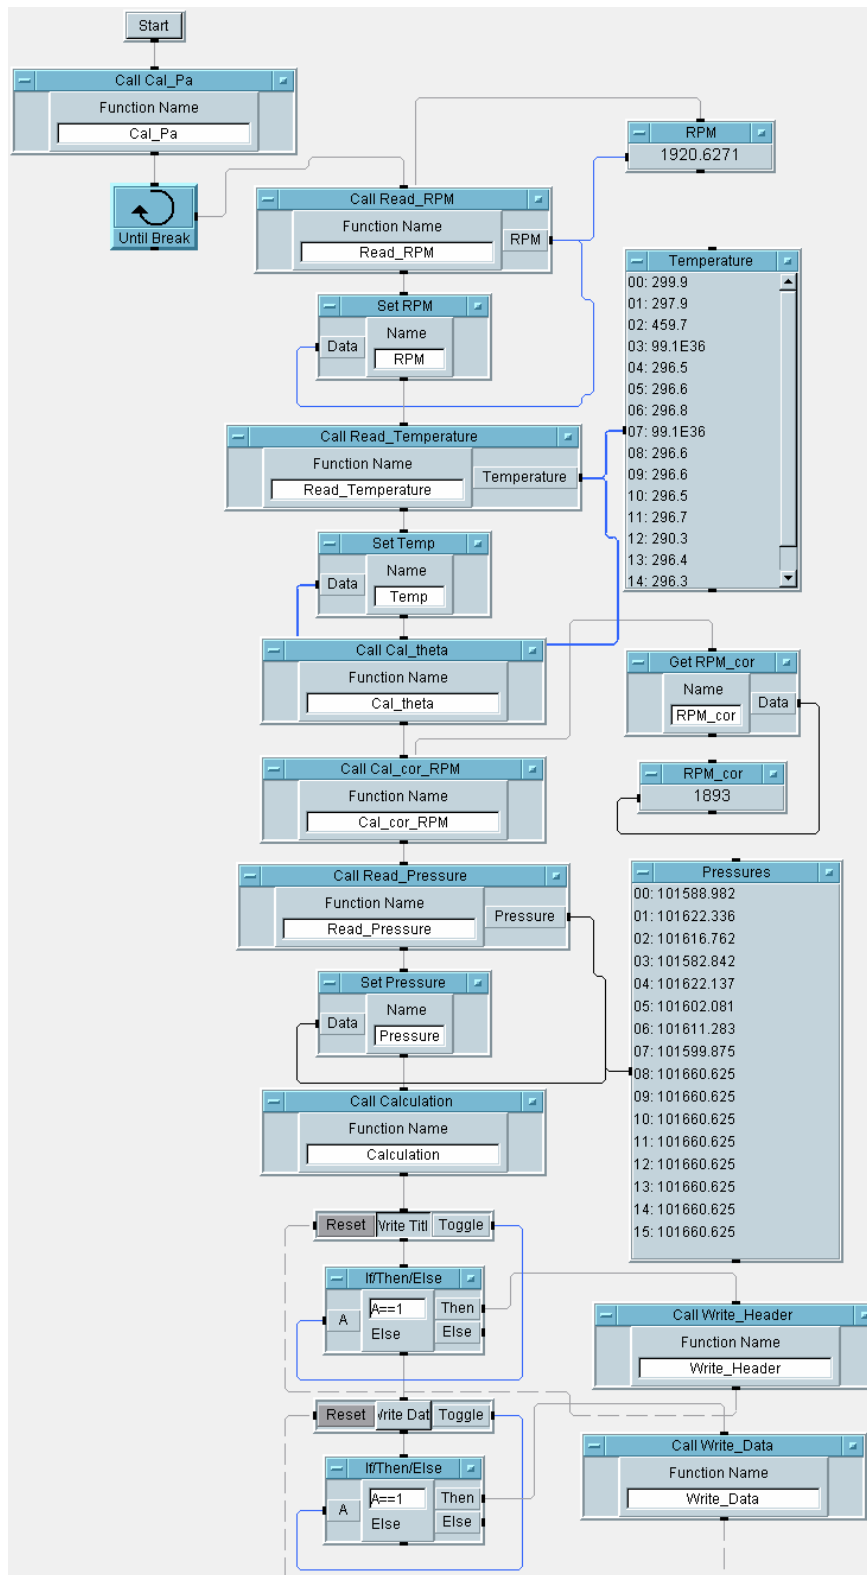 Start
Call Cal_Pa
Function Name
Cal_Pa
Until Break
RPM
1920.6271
Call Read_RPM
Function Name
Read_RPM
RPM
Set RPM
Data
Name
RPM
Temperature
00: 299.9
01: 297.9
02: 459.7
03: 99.1E36
04: 296.5
05: 296.6
06: 296.8
07: 99.1E36
08: 296.6
09: 296.6
10: 296.5
11: 296.7
12: 290.3
13: 296.4
14: 296.3
Call Read_Temperature
Function Name
Read_Temperature
Temperature
Set Temp
Data
Name
Temp
Call Cal_theta
Function Name
Cal_theta
Get RPM_cor
Name
RPM_cor
Data
Call Cal_cor_RPM
Function Name
Cal_cor_RPM
RPM_cor
1893
Call Read_Pressure
Function Name
Read_Pressure
Pressure
Pressures
00: 101588.982
01: 101622.336
02: 101616.762
03: 101582.842
04: 101622.137
05: 101602.081
06: 101611.283
07: 101599.875
08: 101660.625
09: 101660.625
10: 101660.625
11: 101660.625
12: 101660.625
13: 101660.625
14: 101660.625
15: 101660.625
Set Pressure
Data
Name
Pressure
Call Calculation
Function Name
Calculation
Reset Write Titl Toggle
If/Then/Else
A
A==1
Else
Then
Else
Call Write_Header
Function Name
Write_Header
Reset Write Dat Toggle
If/Then/Else
A
A==1
Else
Then
Else
Call Write_Data
Function Name
Write_Data